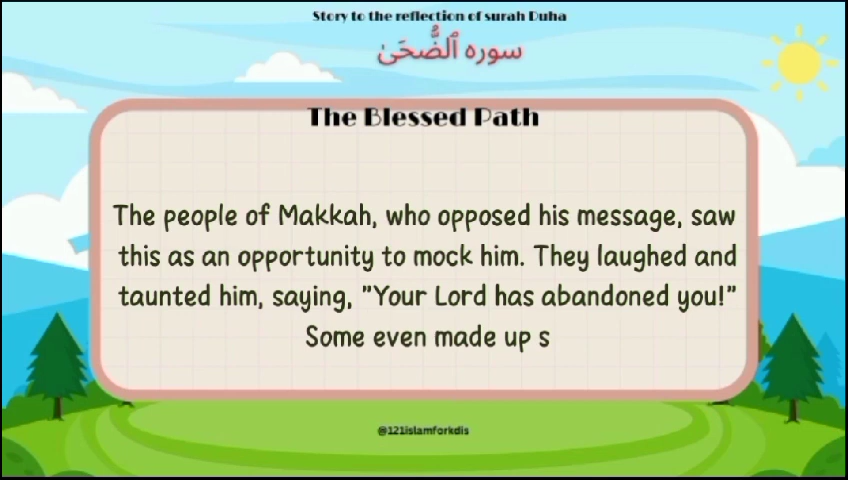 Story to the reflection of surah Duha
سوره ٱلضُّحَىٰ
The Blessed Path
The people of Makkah, who opposed his message, saw
this as an opportunity to mock him. They laughed and
taunted him, saying, "Your Lord has abandoned you!"
Some even made up s
@121islamforkdis